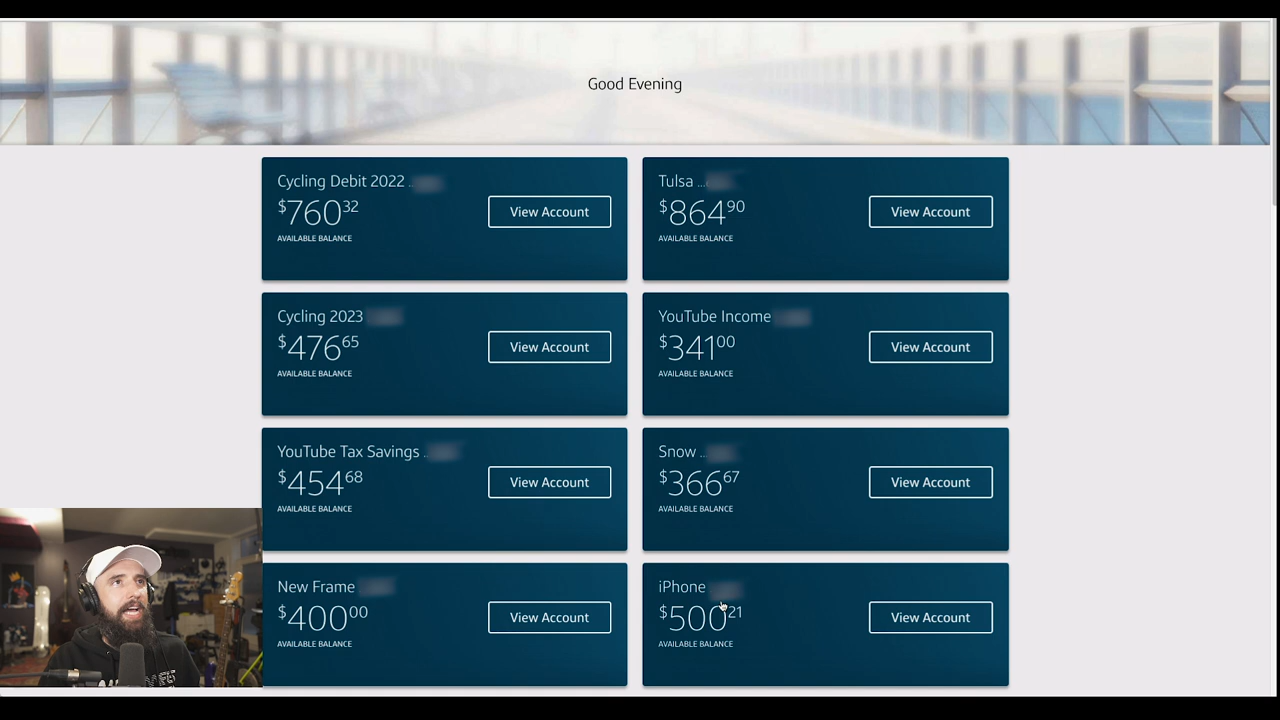 Good Evening
Cycling Debit 2022 ..
$760.32
AVAILABLE BALANCE
View Account
Tulsa ...
$864.90
AVAILABLE BALANCE
View Account
Cycling 2023
$476.65
AVAILABLE BALANCE
View Account
YouTube Income
$341.00
AVAILABLE BALANCE
View Account
YouTube Tax Savings ..
$454.68
AVAILABLE BALANCE
View Account
Snow ..
$366.67
AVAILABLE BALANCE
View Account
New Frame
$400.00
AVAILABLE BALANCE
View Account
iPhone
$500.21
AVAILABLE BALANCE
View Account